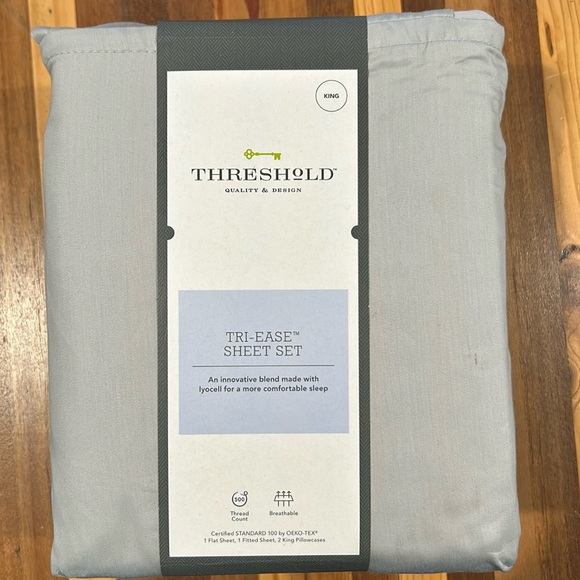 KING
THRESHOLD™
QUALITY & DESIGN
TRI-EASE™
SHEET SET
An innovative blend made with
lyocell for a more comfortable sleep
500
Thread
Count
Breathable
Certified STANDARD 100 by OEKO-TEX®
1 Flat Sheet, 1 Fitted Sheet, 2 King Pillowcases